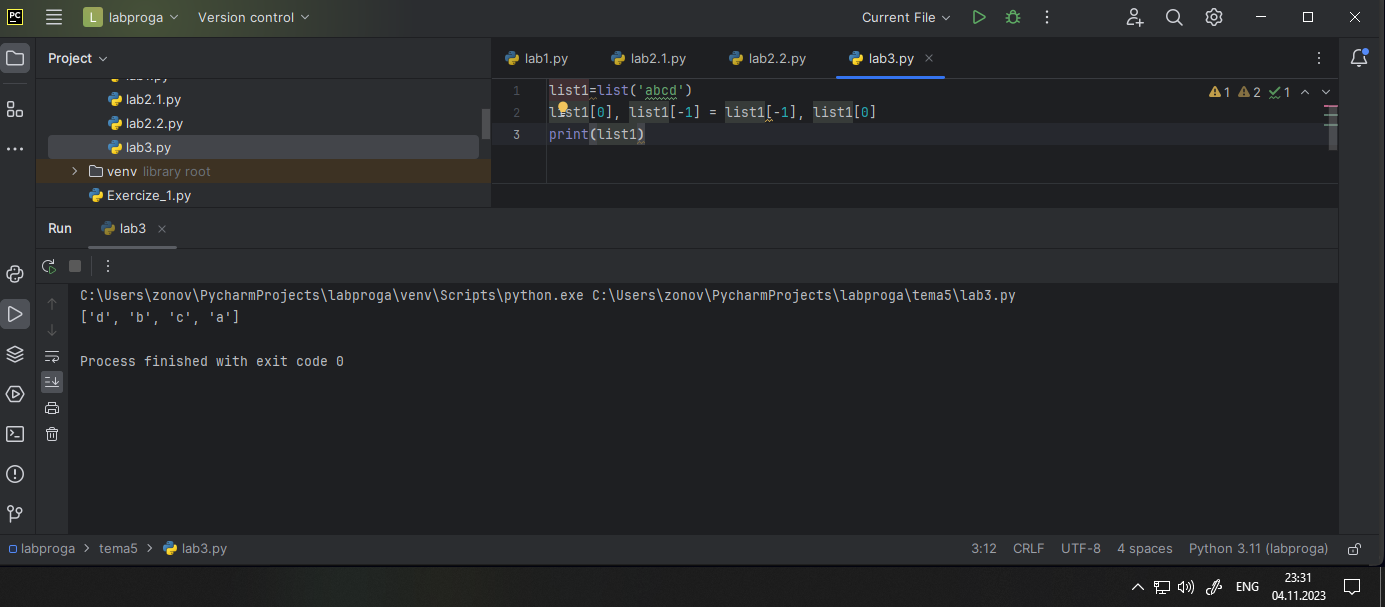 PC L labproga Version control Current File
Project
lab1.py lab2.1.py lab2.2.py lab3.py
lab2.1.py
lab2.2.py
lab3.py
venv library root
Exercize_1.py
1 list1=list('abcd')
2 list1[0], list1[-1] = list1[-1], list1[0]
3 print(list1)
1 2 1
Run lab3
C:\Users\zonov\PycharmProjects\labproga\venv\Scripts\python.exe C:\Users\zonov\PycharmProjects\labproga\tema5\lab3.py
['d', 'b', 'c', 'a']
Process finished with exit code 0
labproga > tema5 > lab3.py 3:12 CRLF UTF-8 4 spaces Python 3.11 (labproga)
ENG 23:31
04.11.2023